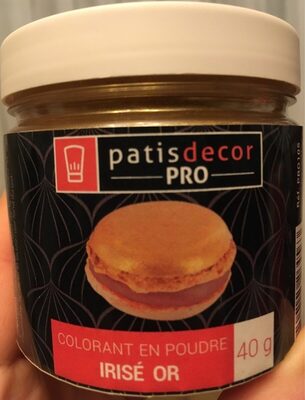 patisdecor
PRO
COLORANT EN POUDRE
IRISÉ OR
40 g